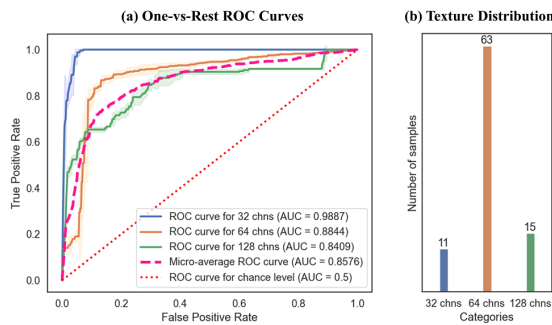 (a) One-vs-Rest ROC Curves
True Positive Rate
1.0
0.8
0.6
0.4
0.2
0.0
0.0 0.2 0.4 0.6 0.8 1.0
False Positive Rate
ROC curve for 32 chns (AUC = 0.9887)
ROC curve for 64 chns (AUC = 0.8844)
ROC curve for 128 chns (AUC = 0.8409)
Micro-average ROC curve (AUC = 0.8576)
ROC curve for chance level (AUC = 0.5)
(b) Texture Distribution
Number of samples
63
11
15
32 chns 64 chns 128 chns
Categories